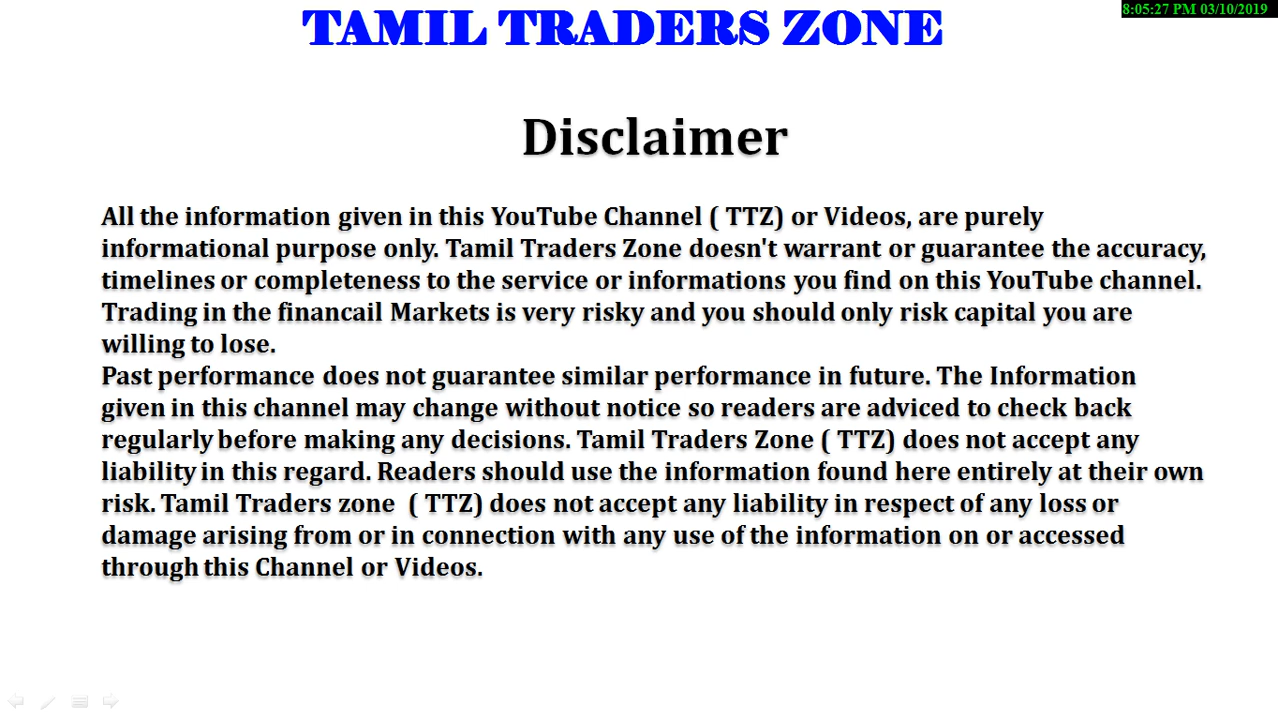 TAMIL TRADERS ZONE
8:05:27 PM 03/10/2019
Disclaimer
All the information given in this YouTube Channel ( TTZ) or Videos, are purely
informational purpose only. Tamil Traders Zone doesn't warrant or guarantee the accuracy,
timelines or completeness to the service or informations you find on this YouTube channel.
Trading in the financail Markets is very risky and you should only risk capital you are
willing to lose.
Past performance does not guarantee similar performance in future. The Information
given in this channel may change without notice so readers are adviced to check back
regularly before making any decisions. Tamil Traders Zone ( TTZ) does not accept any
liability in this regard. Readers should use the information found here entirely at their own
risk. Tamil Traders zone  ( TTZ) does not accept any liability in respect of any loss or
damage arising from or in connection with any use of the information on or accessed
through this Channel or Videos.